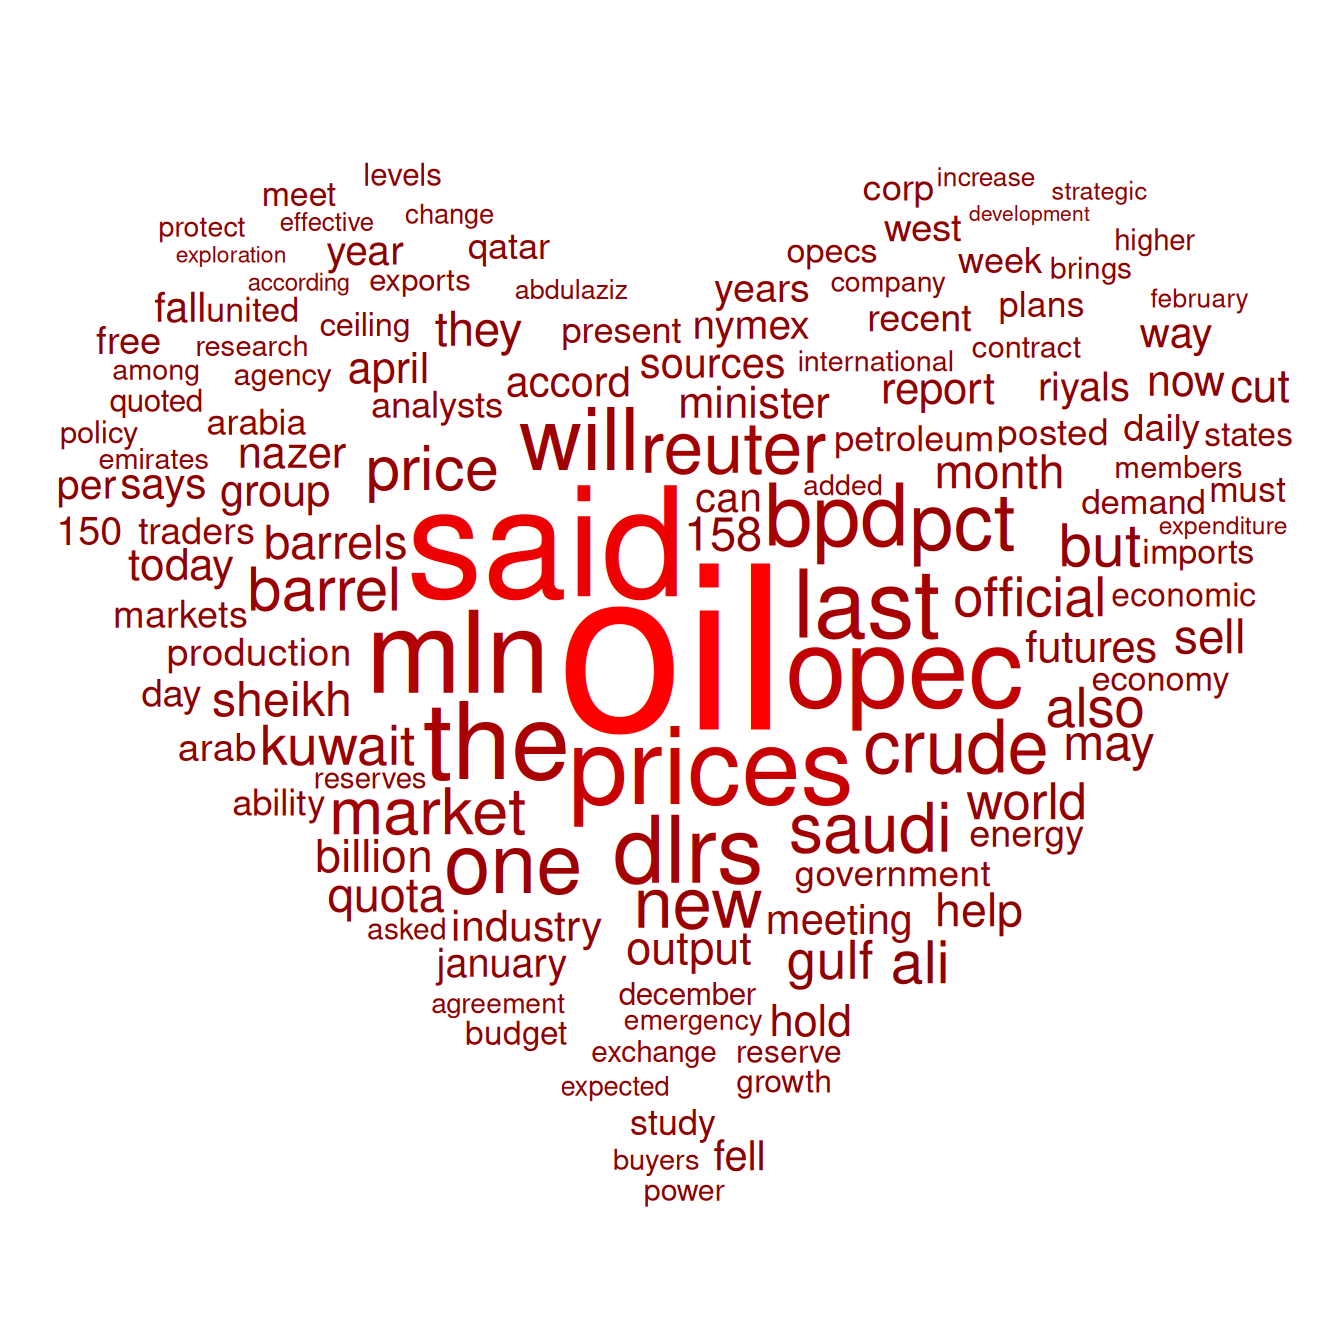 levels
meet
corp
increase
strategic
protect
effective
change
west
development
exploration
year
qatar
opecs
week
brings
higher
according
exports
abdulaziz
years
company
plans
february
fall
united
ceiling
they
present
nymex
recent
way
free
research
sources
international
contract
among
agency
april
accord
minister
report
riyals
now
cut
quoted
arabia
analysts
will
reuter
petroleum
posted
daily
states
policy
emirates
nazer
price
month
members
per
says
group
said
can
added
bpd
pct
demand
must
150
traders
barrels
158
but
expenditure
imports
today
barrel
oil
last
official
economic
markets
mln
opec
futures
sell
production
economy
day
sheikh
the
prices
crude
also
may
arab
kuwait
reserves
ability
market
dlrs
saudi
world
energy
billion
one
government
quota
new
meeting
help
asked
industry
output
gulf
ali
january
agreement
december
emergency
hold
budget
exchange
reserve
expected
growth
study
buyers
fell
power